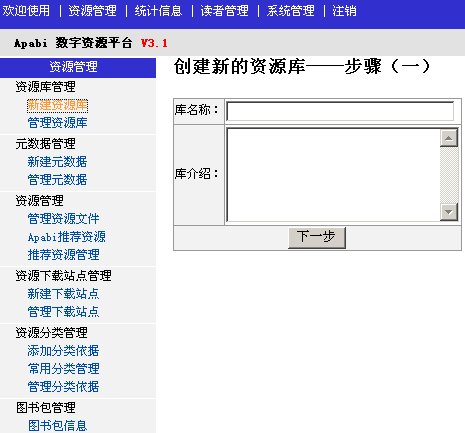 欢迎使用 | 资源管理 | 统计信息 | 读者管理 | 系统管理 | 注销
Apabi 数字资源平台 V3.1
资源管理
资源库管理
新建资源库
管理资源库
元数据管理
新建元数据
管理元数据
资源管理
管理资源文件
Apabi推荐资源
推荐资源管理
资源下载站点管理
新建下载站点
管理下载站点
资源分类管理
添加分类依据
常用分类管理
管理分类依据
图书包管理
图书包信息
创建新的资源库——步骤（一）
库名称：
库介绍：
下一步